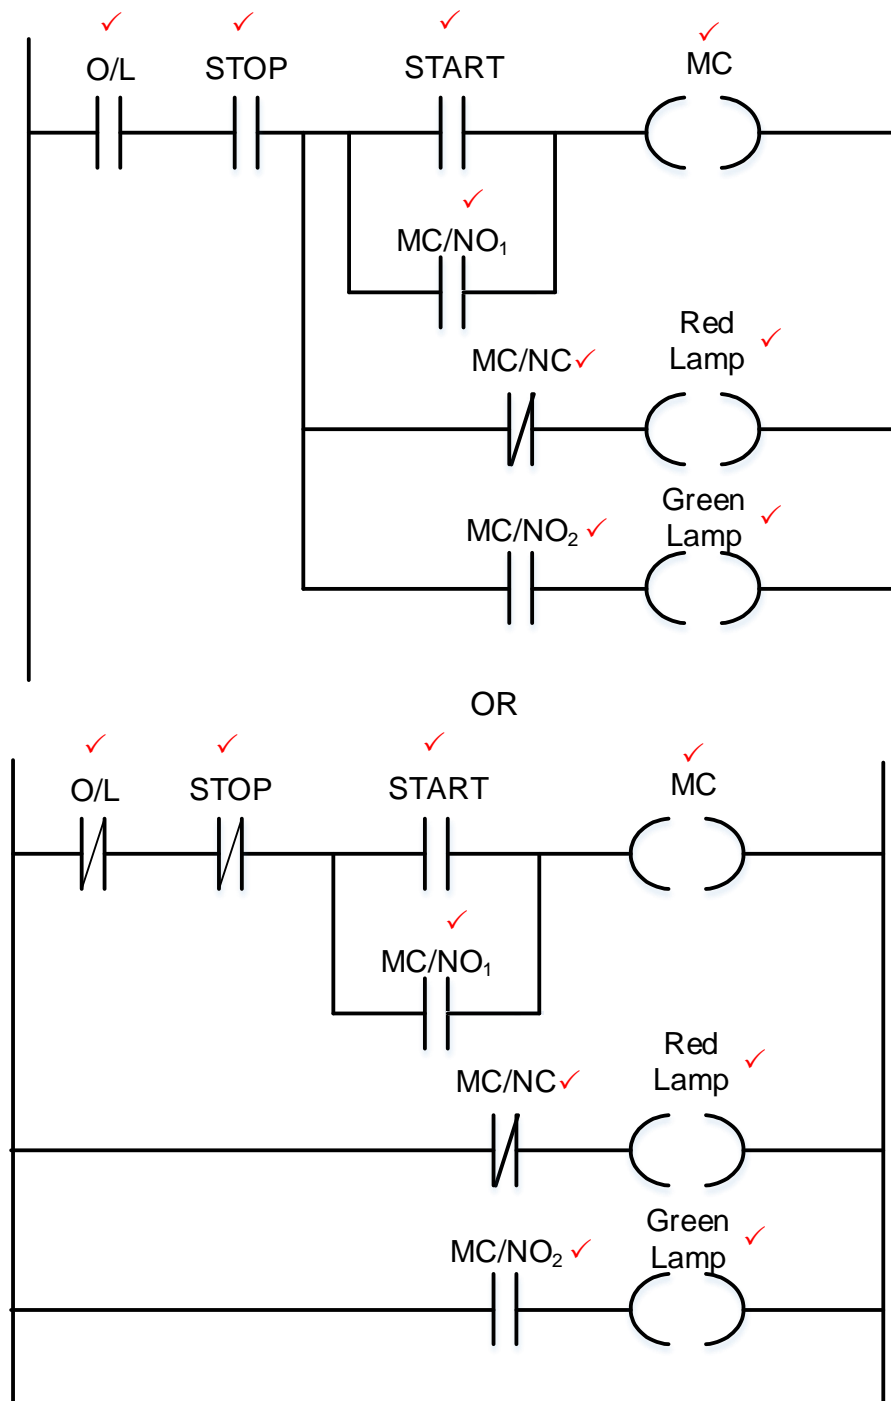 O/L STOP START MC
MC/NO₁
Red
Lamp
MC/NC
Green
Lamp
MC/NO₂
OR
O/L STOP START MC
MC/NO₁
Red
Lamp
MC/NC
Green
Lamp
MC/NO₂